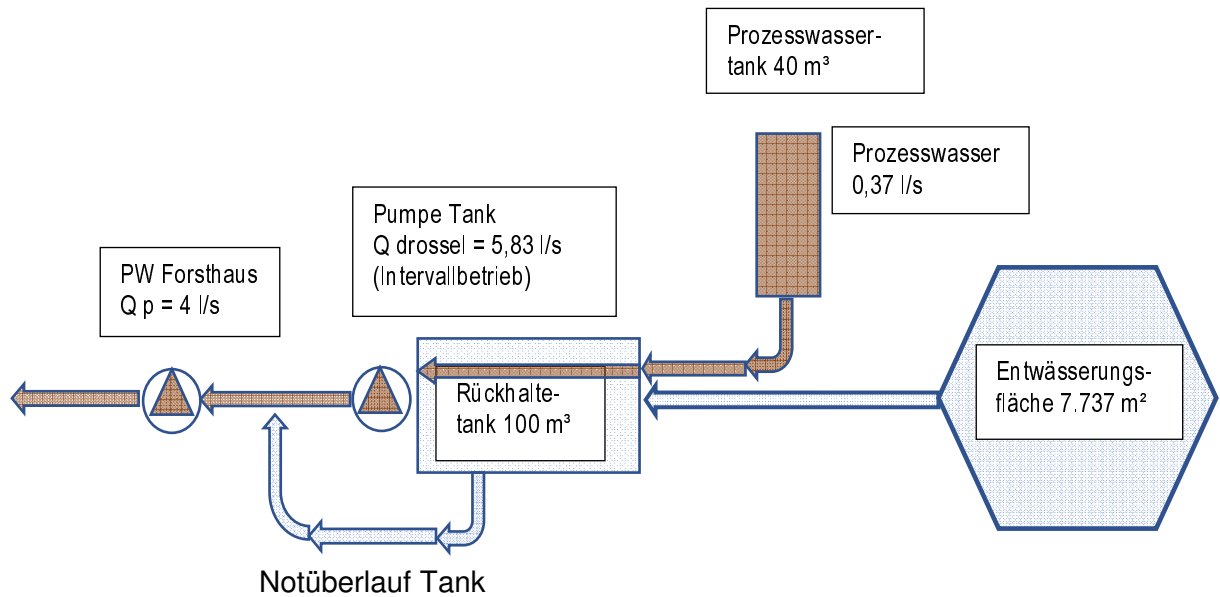 Prozesswasser-
tank 40 m³
Prozesswasser
0,37 l/s
Pumpe Tank
Q drossel = 5,83 l/s
(Intervallbetrieb)
PW Forsthaus
Q p = 4 l/s
Rückhalte-
tank 100 m³
Entwässerungs-
fläche 7.737 m²
Notüberlauf Tank